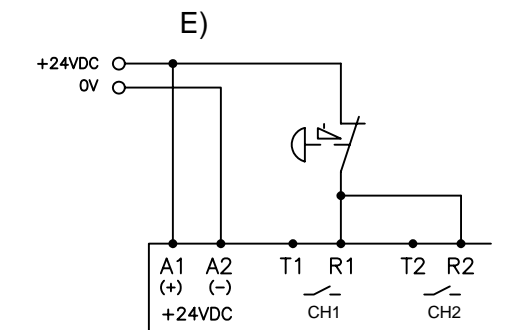 E)
+24VDC
0V
A1 A2 T1 R1 T2 R2
(+) (−) CH1 CH2
+24VDC